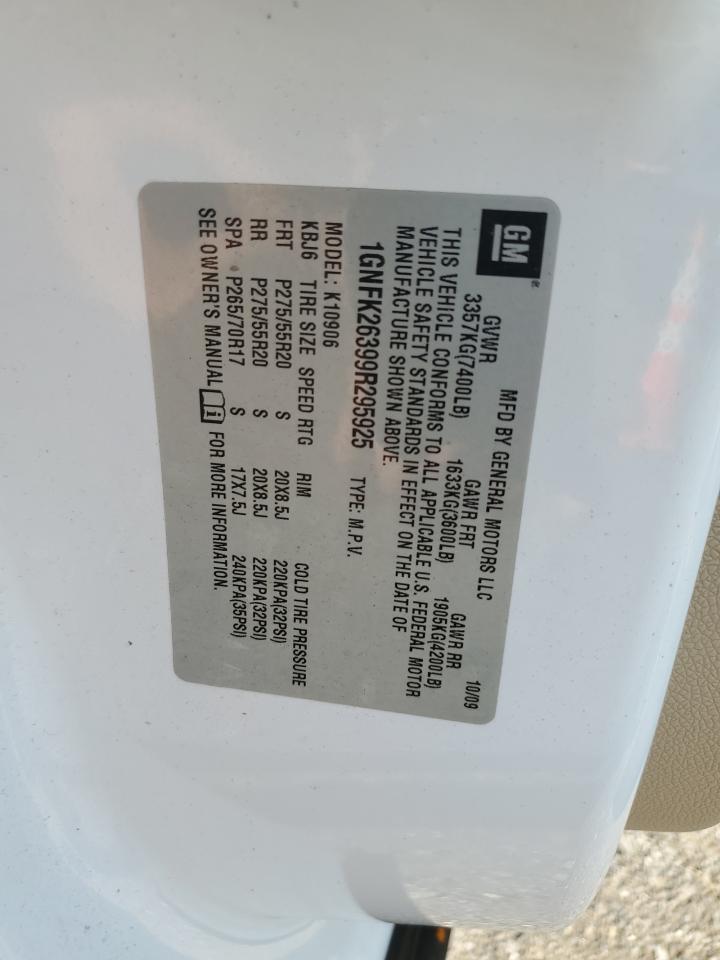 GM®
MFD BY GENERAL MOTORS LLC 10/09
GVWR GAWR FRT GAWR RR
3357KG(7400LB) 1633KG(3600LB) 1905KG(4200LB)
THIS VEHICLE CONFORMS TO ALL APPLICABLE U.S. FEDERAL MOTOR
VEHICLE SAFETY STANDARDS IN EFFECT ON THE DATE OF
MANUFACTURE SHOWN ABOVE.
1GNFK26399R295925 TYPE: M.P.V.
MODEL: K10906
KBJ6 TIRE SIZE SPEED RTG RIM COLD TIRE PRESSURE
FRT P275/55R20 S 20X8.5J 220KPA(32PSI)
RR P275/55R20 S 20X8.5J 220KPA(32PSI)
SPA P265/70R17 S 17X7.5J 240KPA(35PSI)
SEE OWNER'S MANUAL i FOR MORE INFORMATION.